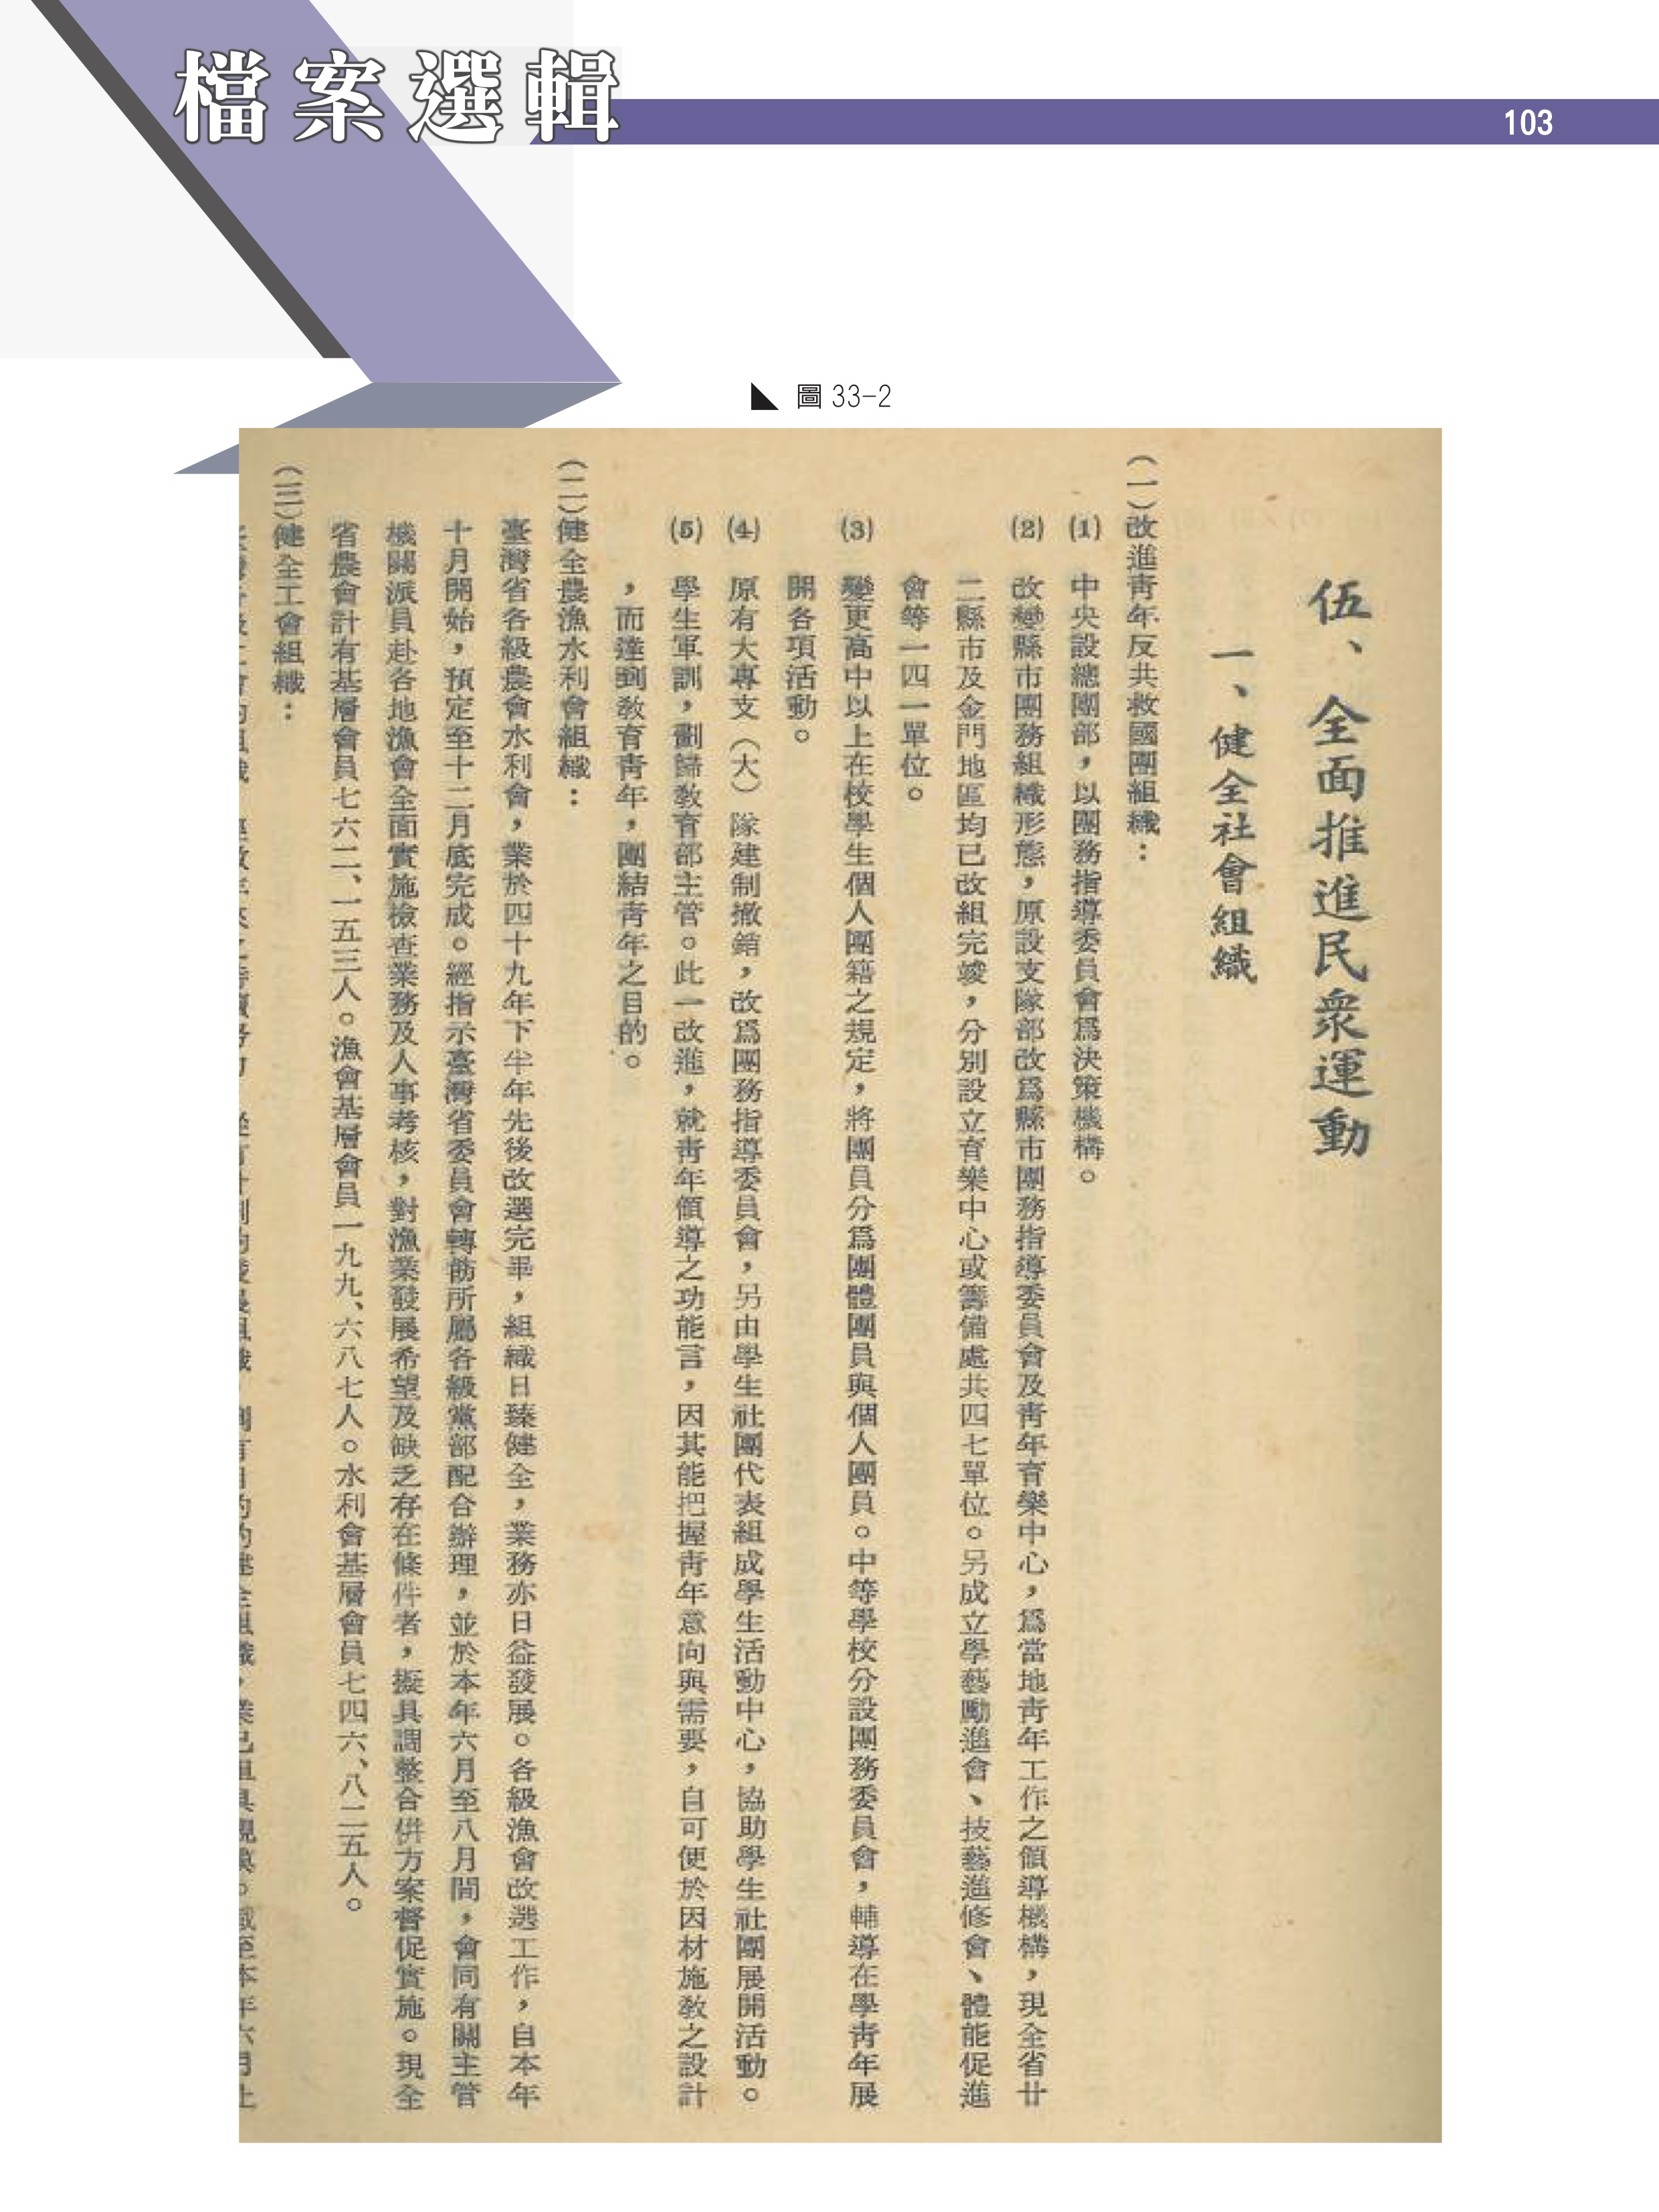 檔案選輯
103
圖 33-2
伍、全面推進民衆運動
一、健全社會組織
(一)改進靑年反共救國團組織：
(1) 中央設總團部，以團務指導委員會爲決策機構。
(2) 改變縣市團務組織形態，原設支隊部改爲縣市團務指導委員會及靑年育樂中心，爲當地靑年工作之領導機構，現全省廿
二縣市及金門地區均已改組完竣，分別設立育樂中心或籌備處共四七單位。另成立學藝勵進會、技藝進修會、體能促進
會等一四一單位。
(3) 變更高中以上在校學生個人團籍之規定，將團員分爲團體團員與個人團員。中等學校分設團務委員會，輔導在學靑年展
開各項活動。
(4) 原有大專支（大）隊建制撤銷，改爲團務指導委員會，另由學生社團代表組成學生活動中心，協助學生社團展開活動。
(5) 學生軍訓，劃歸敎育部主管。此一改進，就靑年領導之功能言，因其能把握靑年意向與需要，自可便於因材施敎之設計
，而達到敎育靑年，團結靑年之目的。
(二)健全農漁水利會組織：
臺灣省各級農會水利會，業於四十九年下半年先後改選完畢，組織日臻健全，業務亦日益發展。各級漁會改選工作，自本年
十月開始，預定至十二月底完成。經指示臺灣省委員會轉飭所屬各級黨部配合辦理，並於本年六月至八月間，會同有關主管
機關派員赴各地漁會全面實施檢查業務及人事考核，對漁業發展希望及缺乏存在條件者，擬具調整合併方案督促實施。現全
省農會計有基層會員七六二、一五三人。漁會基層會員一九九、六八七人。水利會基層會員七四六、八二五人。
(三)健全工會組織：